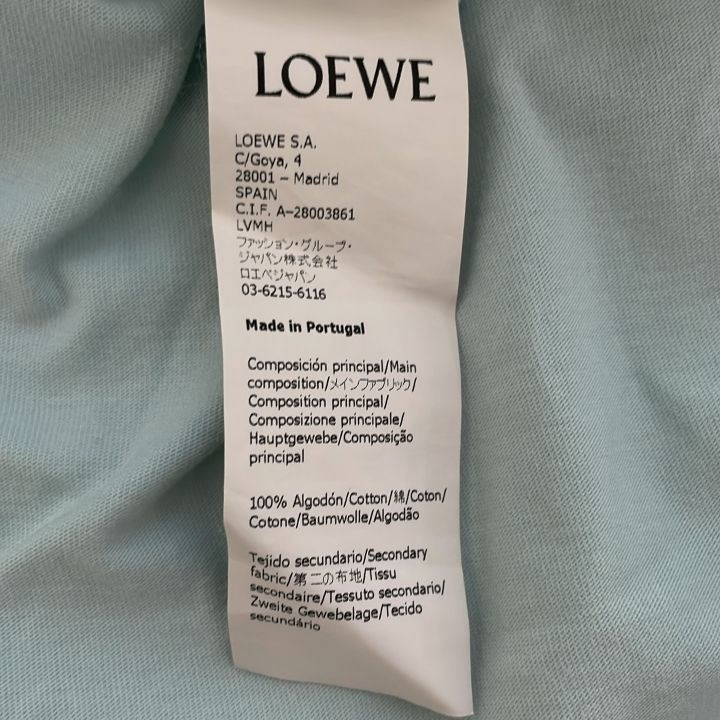 LOEWE
LOEWE S.A.
C/Goya, 4
28001 – Madrid
SPAIN
C.I.F. A–28003861
LVMH
ファッション・グループ・
ジャパン株式会社
ロエベジャパン
03-6215-6116
Made in Portugal
Composición principal/Main
composition/メインファブリック/
Composition principal/
Composizione principale/
Hauptgewebe/Composição
principal
100% Algodón/Cotton/綿/Coton/
Cotone/Baumwolle/Algodão
Tejido secundario/Secondary
fabric/第二の布地/Tissu
secondaire/Tessuto secondario/
Zweite Gewebelage/Tecido
secundário